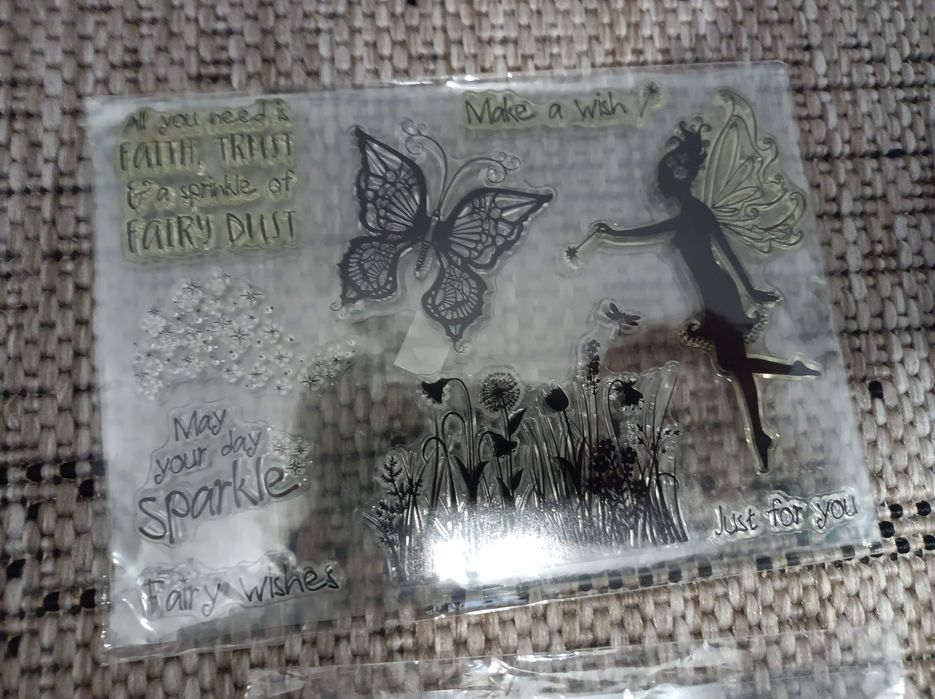 All you need is
FAITH, TRUST
& a sprinkle of
FAIRY DUST
Make a wish
May
your day
sparkle
Fairy wishes
Just for you